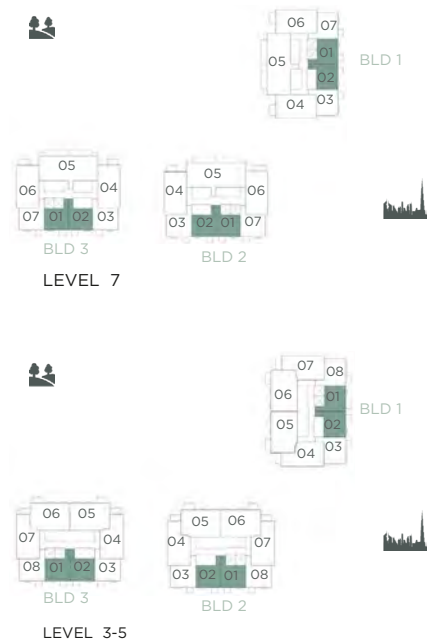 06 07
01
05 BLD 1
02
04 03
05 05
06 04 04 06
07 01 02 03 03 02 01 07
BLD 3 BLD 2
LEVEL 7
07 08
06 01
BLD 1
05 02
04 03
06 05 05 06
07 04 04 07
08 01 02 03 03 02 01 08
BLD 3 BLD 2
LEVEL 3-5